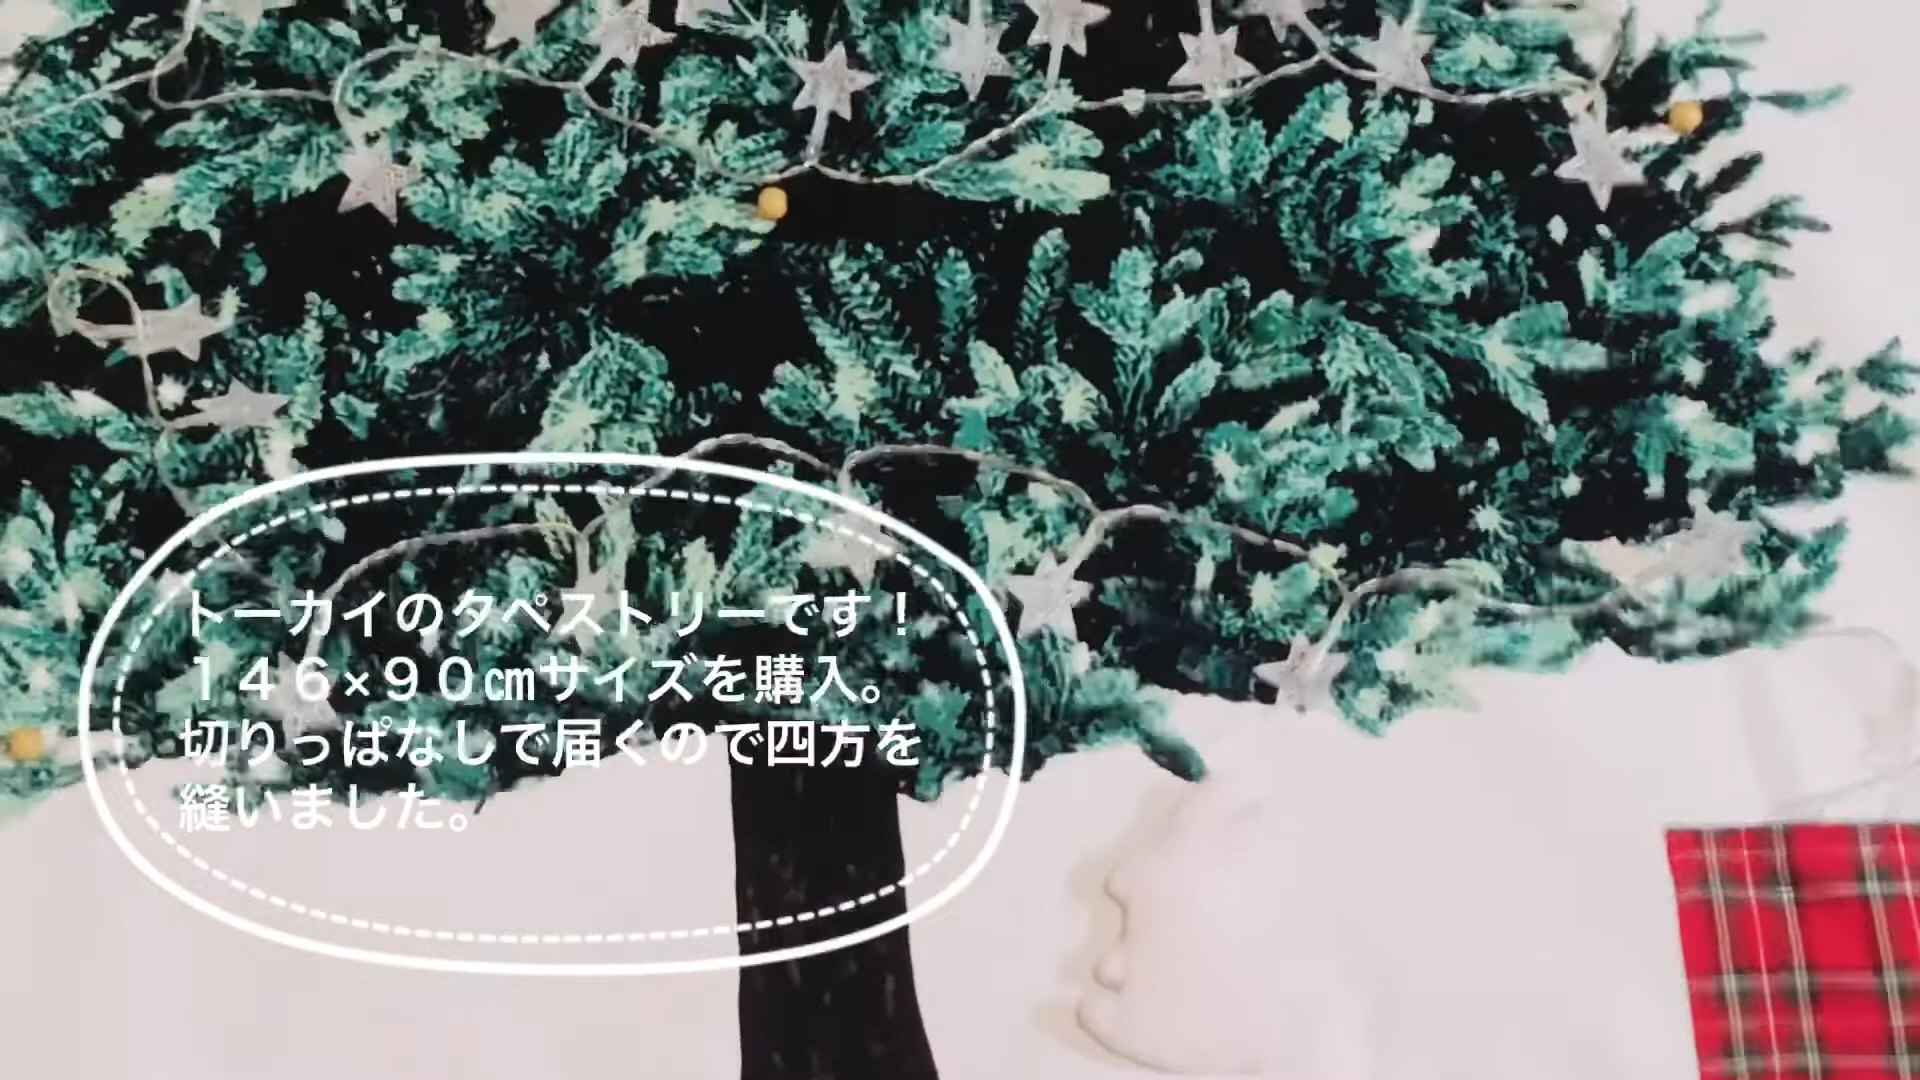 トーカイのタペストリーです！
１４６×９０㎝サイズを購入。
切りっぱなしで届くので四方を
縫いました。